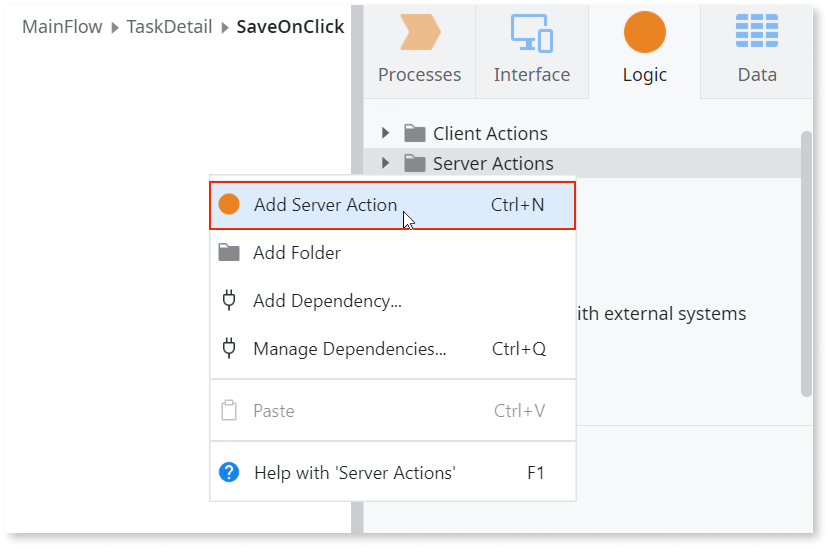 MainFlow TaskDetail SaveOnClick
Processes Interface Logic Data
Client Actions
Server Actions
Add Server Action Ctrl+N
Add Folder
Add Dependency...
ith external systems
Manage Dependencies... Ctrl+Q
Paste Ctrl+V
Help with 'Server Actions' F1